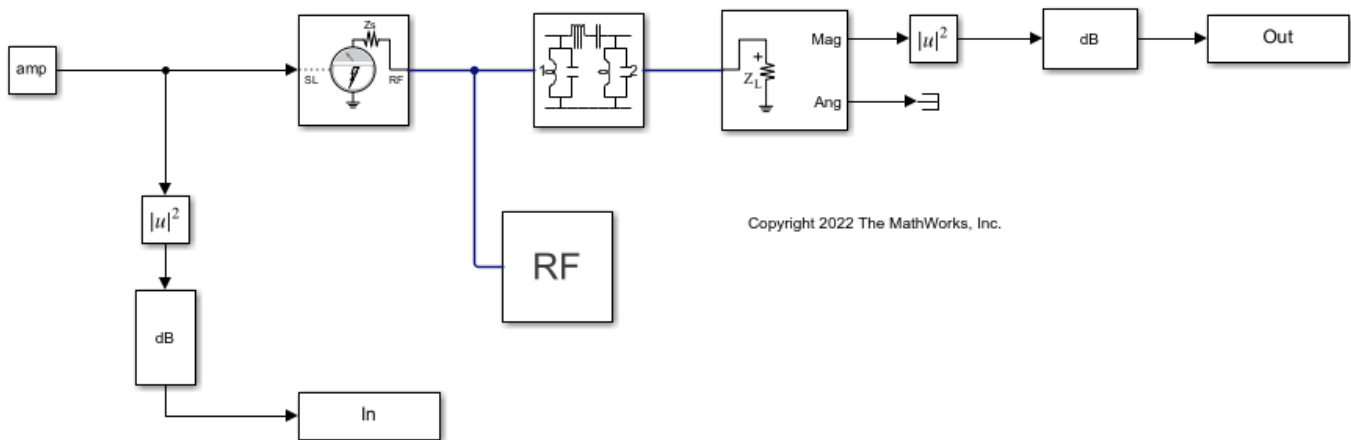 amp
SL
Zs
RF
1
2
Z_L
+
Mag
Ang
|u|^2
dB
Out
|u|^2
dB
In
RF
Copyright 2022 The MathWorks, Inc.